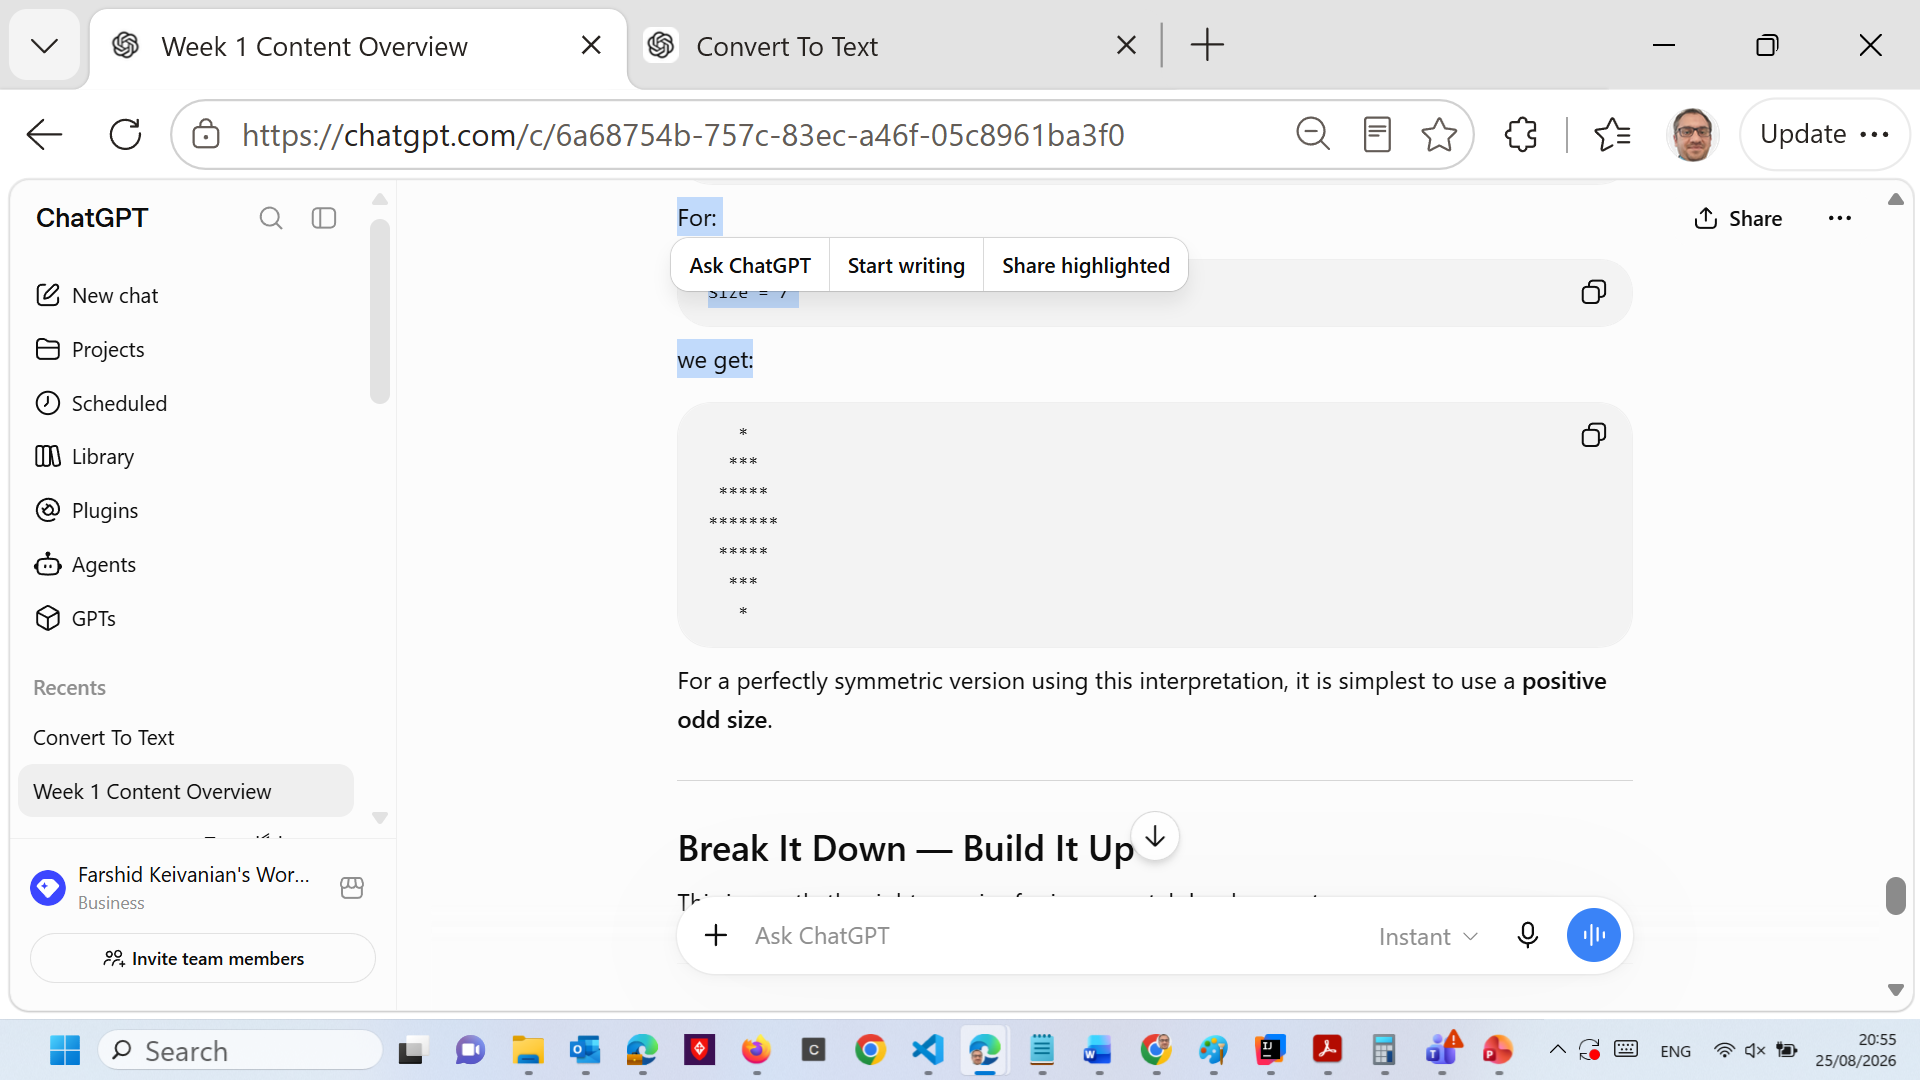 Week 1 Content Overview
Convert To Text
https://chatgpt.com/c/6a68754b-757c-83ec-a46f-05c8961ba3f0
Update
ChatGPT
New chat
Projects
Scheduled
Library
Plugins
Agents
GPTs
Recents
Convert To Text
Week 1 Content Overview
Farshid Keivanian's Wor...
Business
Invite team members
Share
For:
Ask ChatGPT
Start writing
Share highlighted
size = 7
we get:
*
***
*****
*******
*****
***
*
For a perfectly symmetric version using this interpretation, it is simplest to use a positive
odd size.
Break It Down — Build It Up
Ask ChatGPT
Instant
Search
ENG
20:55
25/08/2026